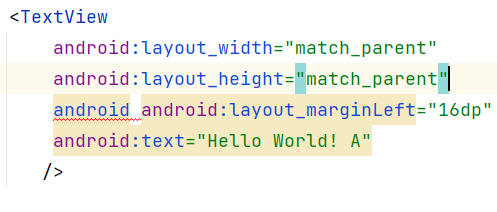 <TextView
android:layout_width="match_parent"
android:layout_height="match_parent"
android android:layout_marginLeft="16dp"
android:text="Hello World! A"
/>